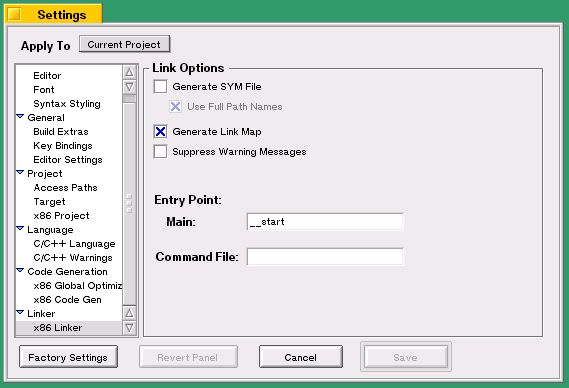 Settings
Apply To Current Project
Editor
Font
Syntax Styling
General
Build Extras
Key Bindings
Editor Settings
Project
Access Paths
Target
x86 Project
Language
C/C++ Language
C/C++ Warnings
Code Generation
x86 Global Optimiz
x86 Code Gen
Linker
x86 Linker
Link Options
Generate SYM File
Use Full Path Names
Generate Link Map
Suppress Warning Messages
Entry Point:
Main: __start
Command File:
Factory Settings
Revert Panel
Cancel
Save